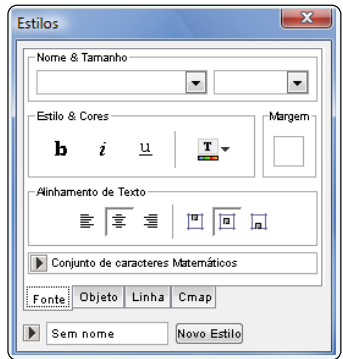 Estilos
Nome & Tamanho
Estilo & Cores
Margem
b i u T
Alinhamento de Texto
Conjunto de caracteres Matemáticos
Fonte Objeto Linha Cmap
Sem nome Novo Estilo